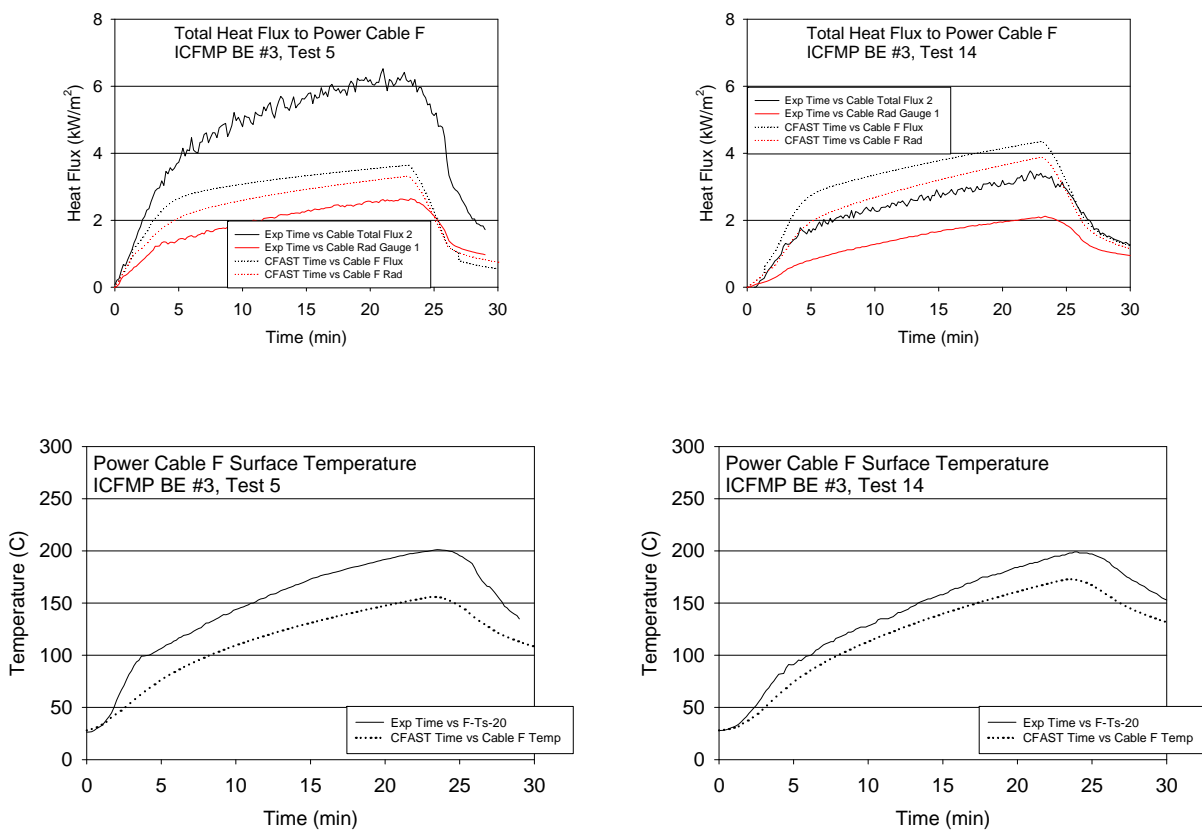 Total Heat Flux to Power Cable F
ICFMP BE #3, Test 5
Heat Flux (kW/m²)
8
6
4
2
0
Exp Time vs Cable Total Flux 2
Exp Time vs Cable Rad Gauge 1
CFAST Time vs Cable F Flux
CFAST Time vs Cable F Rad
0 5 10 15 20 25 30
Time (min)
Total Heat Flux to Power Cable F
ICFMP BE #3, Test 14
Heat Flux (kW/m²)
8
6
4
2
0
Exp Time vs Cable Total Flux 2
Exp Time vs Cable Rad Gauge 1
CFAST Time vs Cable F Flux
CFAST Time vs Cable F Rad
0 5 10 15 20 25 30
Time (min)
Power Cable F Surface Temperature
ICFMP BE #3, Test 5
Temperature (C)
300
250
200
150
100
50
0
Exp Time vs F-Ts-20
CFAST Time vs Cable F Temp
0 5 10 15 20 25 30
Time (min)
Power Cable F Surface Temperature
ICFMP BE #3, Test 14
Temperature (C)
300
250
200
150
100
50
0
Exp Time vs F-Ts-20
CFAST Time vs Cable F Temp
0 5 10 15 20 25 30
Time (min)